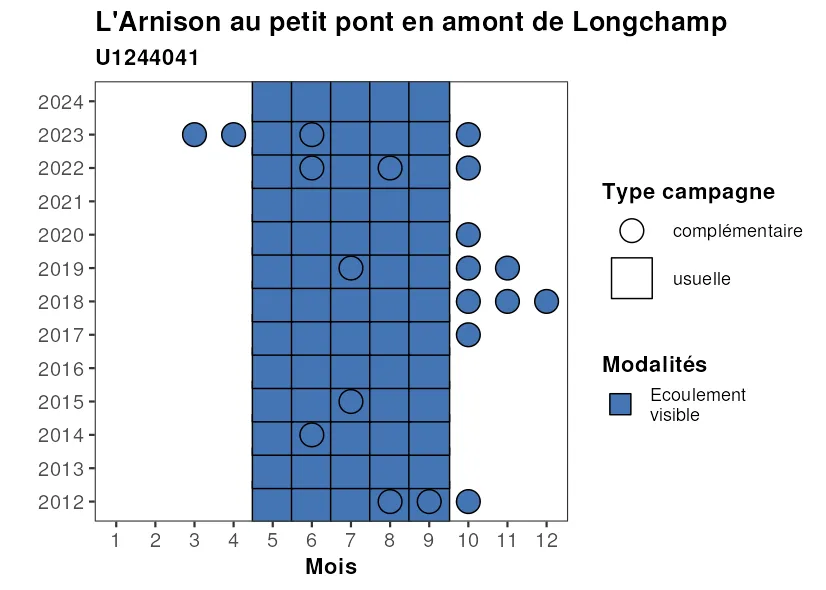 L'Arnison au petit pont en amont de Longchamp
U1244041
2024
2023
2022
2021
2020
2019
2018
2017
2016
2015
2014
2013
2012
1 2 3 4 5 6 7 8 9 10 11 12
Mois
Type campagne
complémentaire
usuelle
Modalités
Ecoulement
visible